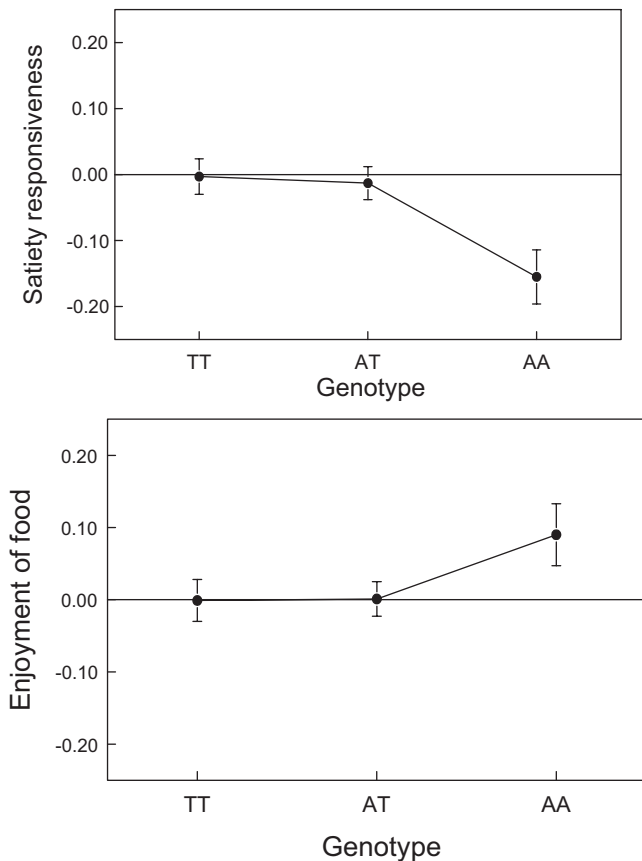 0.20
0.10
0.00
-0.10
-0.20
Satiety responsiveness
TT AT AA
Genotype
0.20
0.10
0.00
-0.10
-0.20
Enjoyment of food
TT AT AA
Genotype